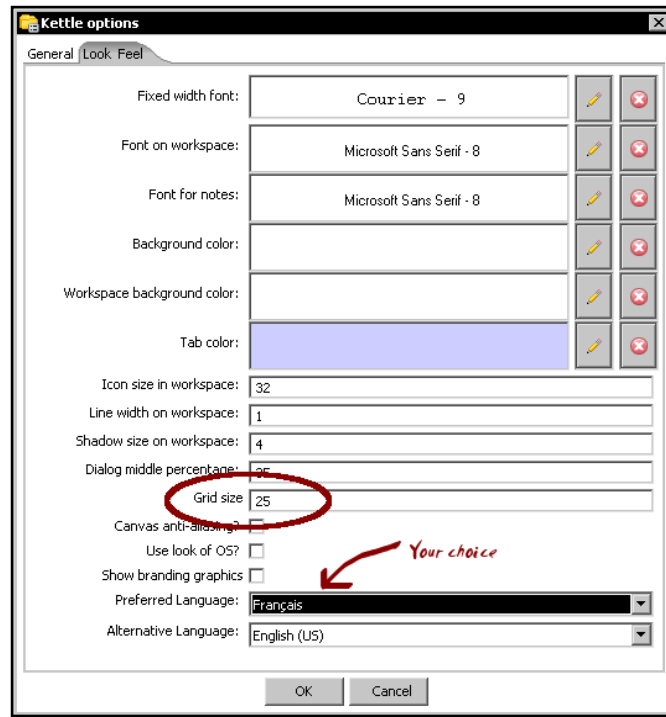 Kettle options
General Look Feel
Fixed width font: Courier - 9
Font on workspace: Microsoft Sans Serif - 8
Font for notes: Microsoft Sans Serif - 8
Background color:
Workspace background color:
Tab color:
Icon size in workspace: 32
Line width on workspace: 1
Shadow size on workspace: 4
Dialog middle percentage: 35
Grid size 25
Canvas anti-aliasing?
Use look of OS?
Your choice
Show branding graphics
Preferred Language: Français
Alternative Language: English (US)
OK Cancel